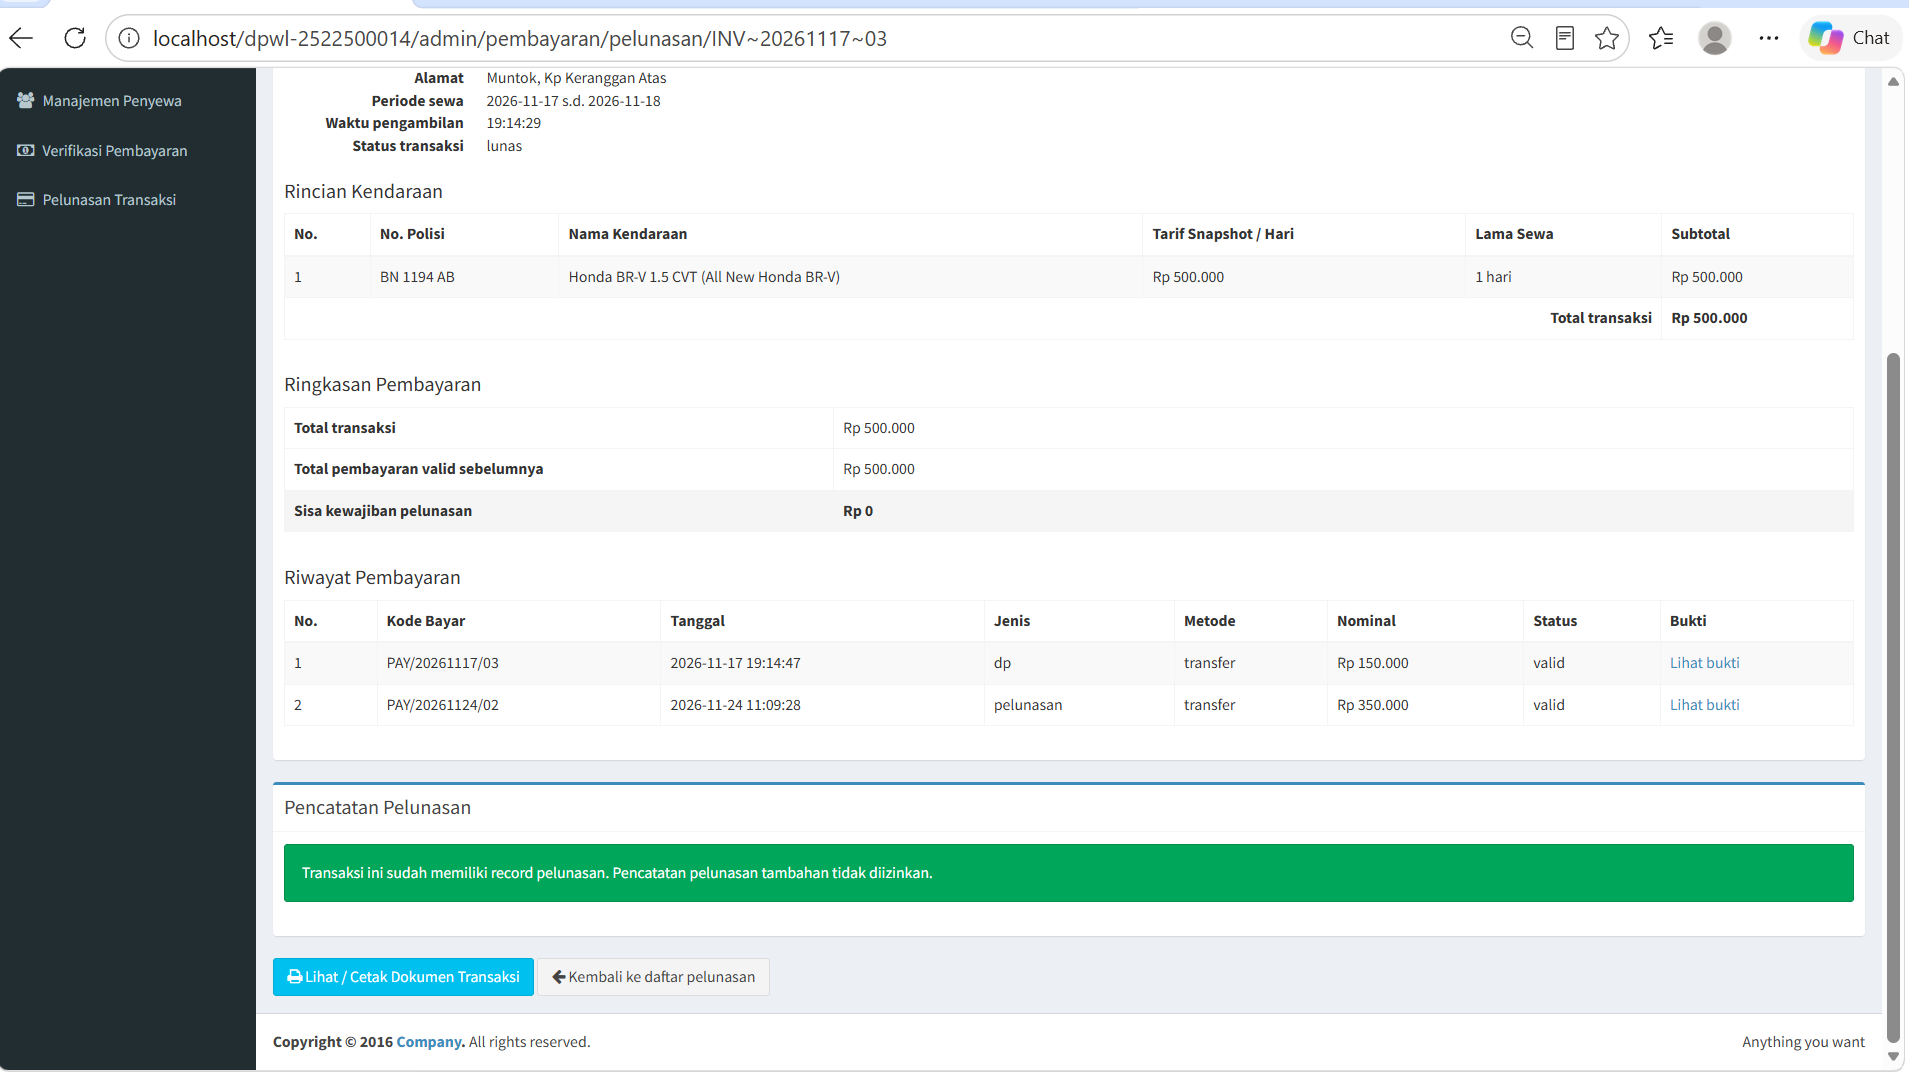 localhost/dpwl-2522500014/admin/pembayaran/pelunasan/INV~20261117~03
Chat
Manajemen Penyewa
Verifikasi Pembayaran
Pelunasan Transaksi
Alamat Muntok, Kp Keranggan Atas
Periode sewa 2026-11-17 s.d. 2026-11-18
Waktu pengambilan 19:14:29
Status transaksi lunas
Rincian Kendaraan
No. No. Polisi Nama Kendaraan Tarif Snapshot / Hari Lama Sewa Subtotal
1 BN 1194 AB Honda BR-V 1.5 CVT (All New Honda BR-V) Rp 500.000 1 hari Rp 500.000
Total transaksi Rp 500.000
Ringkasan Pembayaran
Total transaksi Rp 500.000
Total pembayaran valid sebelumnya Rp 500.000
Sisa kewajiban pelunasan Rp 0
Riwayat Pembayaran
No. Kode Bayar Tanggal Jenis Metode Nominal Status Bukti
1 PAY/20261117/03 2026-11-17 19:14:47 dp transfer Rp 150.000 valid Lihat bukti
2 PAY/20261124/02 2026-11-24 11:09:28 pelunasan transfer Rp 350.000 valid Lihat bukti
Pencatatan Pelunasan
Transaksi ini sudah memiliki record pelunasan. Pencatatan pelunasan tambahan tidak diizinkan.
Lihat / Cetak Dokumen Transaksi Kembali ke daftar pelunasan
Copyright © 2016 Company. All rights reserved. Anything you want